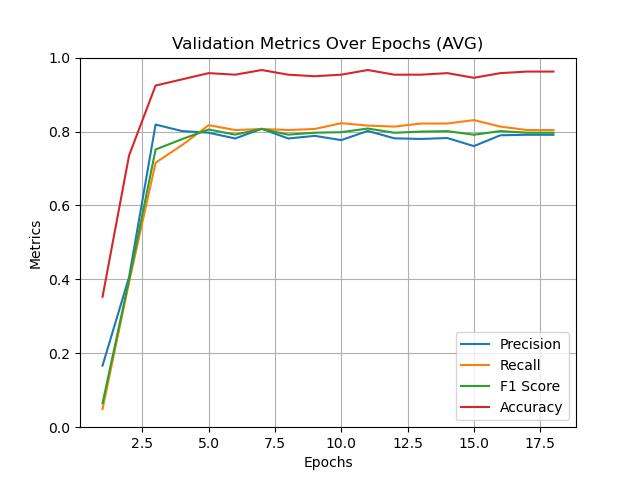 Validation Metrics Over Epochs (AVG)
1.0
0.8
0.6
0.4
0.2
0.0
Metrics
2.5 5.0 7.5 10.0 12.5 15.0 17.5
Epochs
Precision
Recall
F1 Score
Accuracy